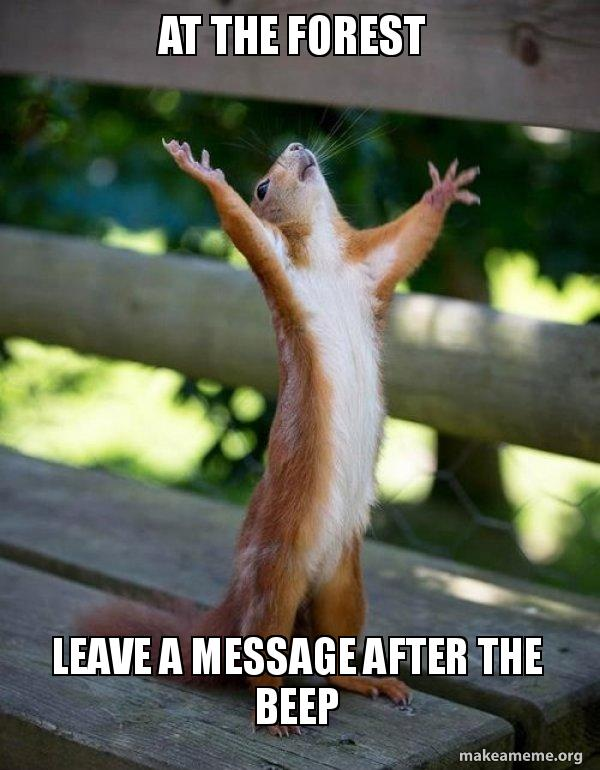 AT THE FOREST
LEAVE A MESSAGE AFTER THE
BEEP
makeameme.org